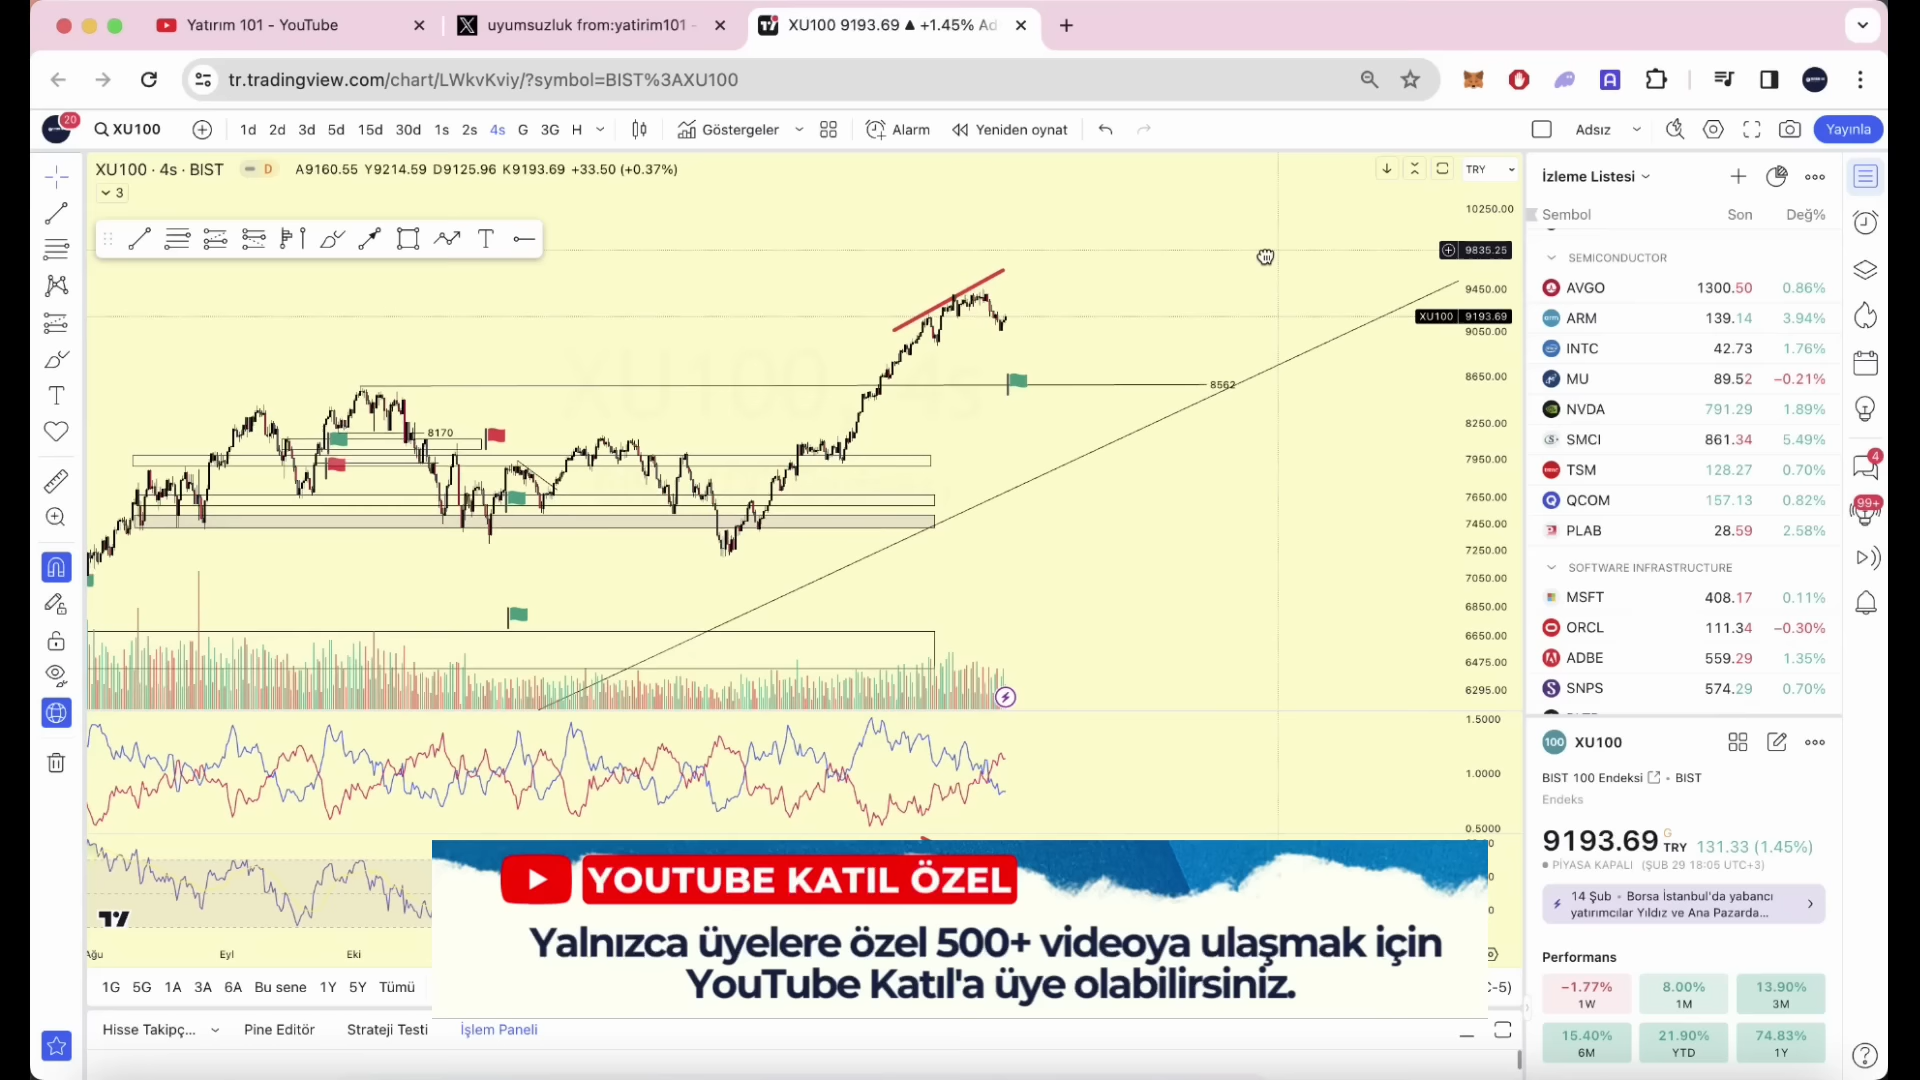 Yatırım 101 - YouTube
uyumsuzluk from:yatirim101 -
XU100 9193.69 ▲ +1.45% Ad
tr.tradingview.com/chart/LWkvKviy/?symbol=BIST%3AXU100
20
XU100
1d 2d 3d 5d 15d 30d 1s 2s 4s G 3G H
Göstergeler
Alarm
Yeniden oynat
Adsız
Yayınla
XU100 · 4s · BIST
D
A9160.55 Y9214.59 D9125.96 K9193.69 +33.50 (+0.37%)
3
TRY
10250.00
9835.25
9450.00
XU100 9193.69
9050.00
8650.00
8562
8250.00
8170
7950.00
7650.00
7450.00
7250.00
7050.00
6850.00
6650.00
6475.00
6295.00
1.5000
1.0000
0.5000
XU100 4s
Ağu Eyl Eki
YOUTUBE KATIL ÖZEL
Yalnızca üyelere özel 500+ videoya ulaşmak için
YouTube Katıl'a üye olabilirsiniz.
1G 5G 1A 3A 6A Bu sene 1Y 5Y Tümü
C-5)
Hisse Takipç...
Pine Editör
Strateji Testi
İşlem Paneli
İzleme Listesi
Sembol Son Değ%
SEMICONDUCTOR
AVGO 1300.50 0.86%
ARM 139.14 3.94%
INTC 42.73 1.76%
MU 89.52 −0.21%
NVDA 791.29 1.89%
SMCI 861.34 5.49%
TSM 128.27 0.70%
QCOM 157.13 0.82%
PLAB 28.59 2.58%
SOFTWARE INFRASTRUCTURE
MSFT 408.17 0.11%
ORCL 111.34 −0.30%
ADBE 559.29 1.35%
SNPS 574.29 0.70%
100 XU100
BIST 100 Endeksi • BIST
Endeks
9193.69 G TRY 131.33 (1.45%)
PİYASA KAPALI (ŞUB 29 18:05 UTC+3)
14 Şub • Borsa İstanbul'da yabancı
yatırımcılar Yıldız ve Ana Pazarda...
Performans
−1.77% 8.00% 13.90%
1W 1M 3M
15.40% 21.90% 74.83%
6M YTD 1Y
4
99+